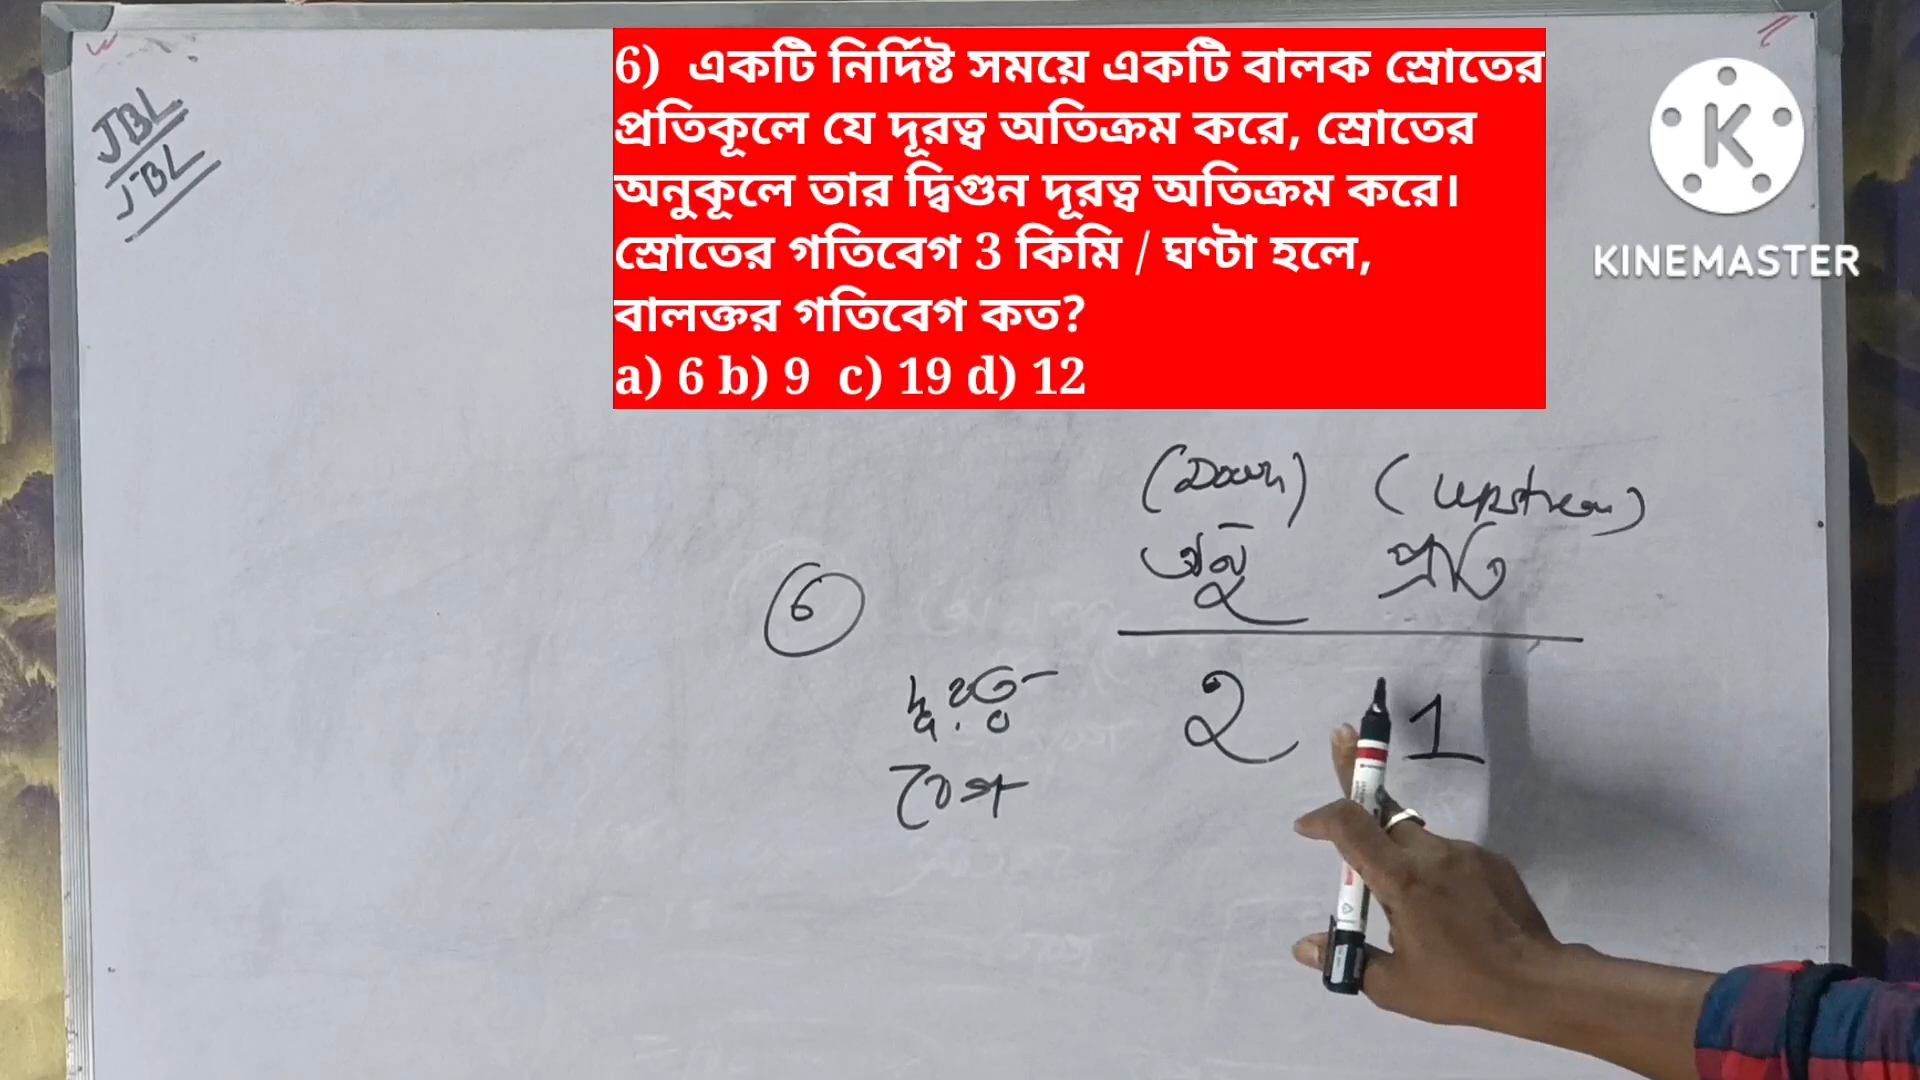 JBL
JBL
6) একটি নির্দিষ্ট সময়ে একটি বালক স্রোতের
প্রতিকূলে যে দূরত্ব অতিক্রম করে, স্রোতের
অনুকূলে তার দ্বিগুন দূরত্ব অতিক্রম করে।
স্রোতের গতিবেগ 3 কিমি / ঘণ্টা হলে,
বালক্তর গতিবেগ কত?
a) 6 b) 9 c) 19 d) 12
KINEMASTER
(Down) (upstream)
6 অনু প্রতি
দূরত্ব 2 1
বেগ